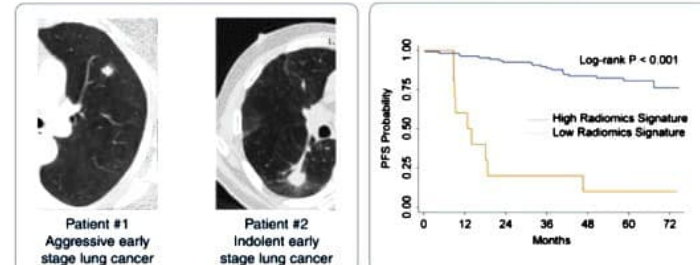 Patient #1
Aggressive early
stage lung cancer
Patient #2
Indolent early
stage lung cancer
PFS Probability
1.00
0.75
0.50
0.25
0.00
Log-rank P < 0.001
High Radiomics Signature
Low Radiomics Signature
0 12 24 36 48 60 72
Months